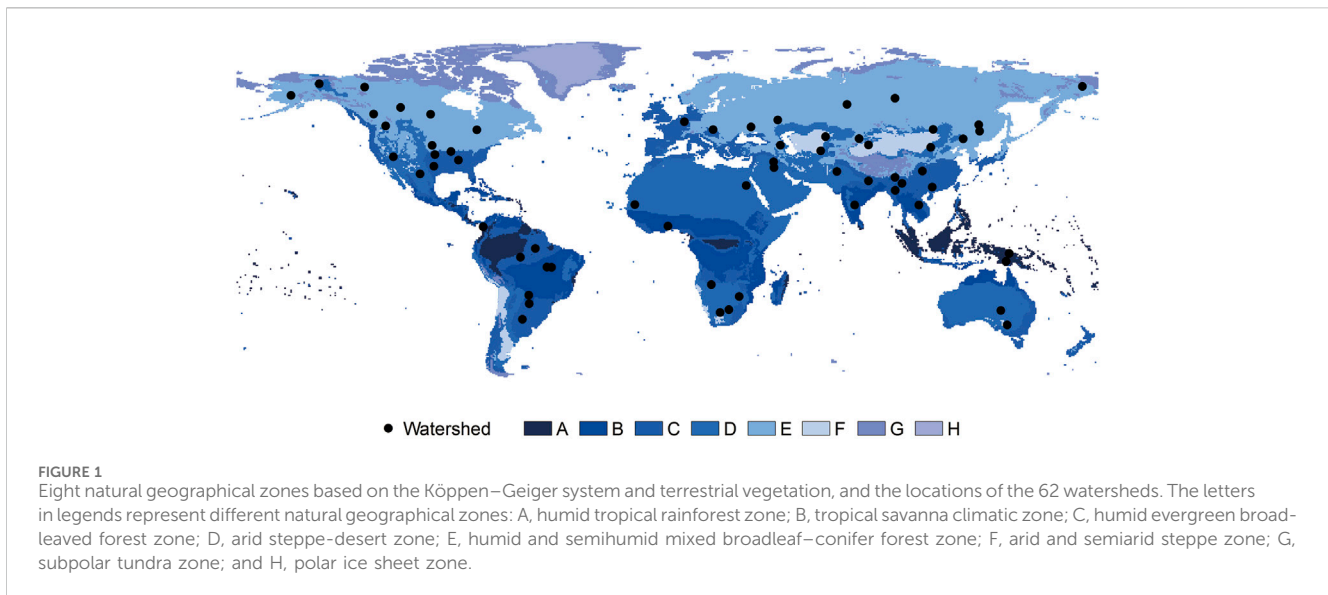 Watershed A B C D E F G H
FIGURE 1
Eight natural geographical zones based on the Köppen–Geiger system and terrestrial vegetation, and the locations of the 62 watersheds. The letters
in legends represent different natural geographical zones: A, humid tropical rainforest zone; B, tropical savanna climatic zone; C, humid evergreen broad-
leaved forest zone; D, arid steppe-desert zone; E, humid and semihumid mixed broadleaf–conifer forest zone; F, arid and semiarid steppe zone; G,
subpolar tundra zone; and H, polar ice sheet zone.